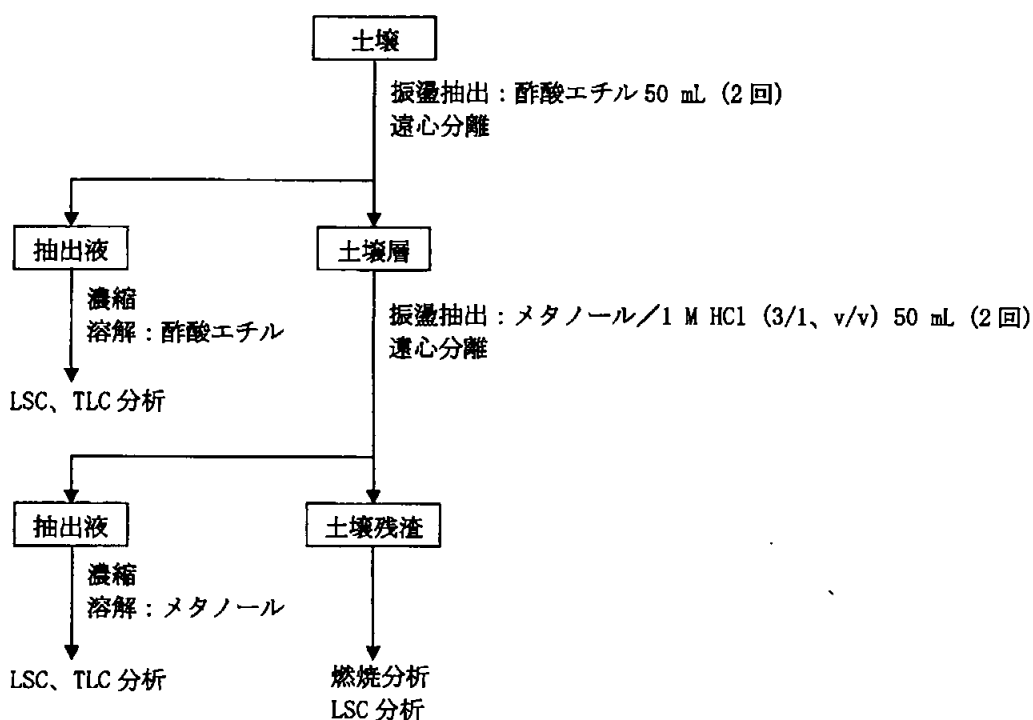 土壌
振盪抽出：酢酸エチル 50 mL (2回)
遠心分離
抽出液
土壌層
濃縮
溶解：酢酸エチル
振盪抽出：メタノール／1 M HCl (3/1、v/v) 50 mL (2回)
遠心分離
LSC、TLC 分析
抽出液
土壌残渣
濃縮
溶解：メタノール
LSC、TLC 分析
燃焼分析
LSC 分析